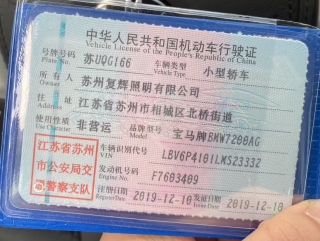 中华人民共和国机动车行驶证
Vehicle License of the People's Republic of China
号牌号码 Plate No. 苏UQG166 车辆类型 Vehicle Type 小型轿车
所有人 Owner 苏州复辉照明有限公司
住址 Address 江苏省苏州市相城区北桥街道
使用性质 Use Character 非营运 品牌型号 Model 宝马牌BMW7200AG
江苏省苏州
市公安局交
警察支队
车辆识别代号 VIN LBV6P4101LMS23332
发动机号码 Engine No. F7603409
注册日期 Register Date 2019-12-10 发证日期 Issue Date 2019-12-10